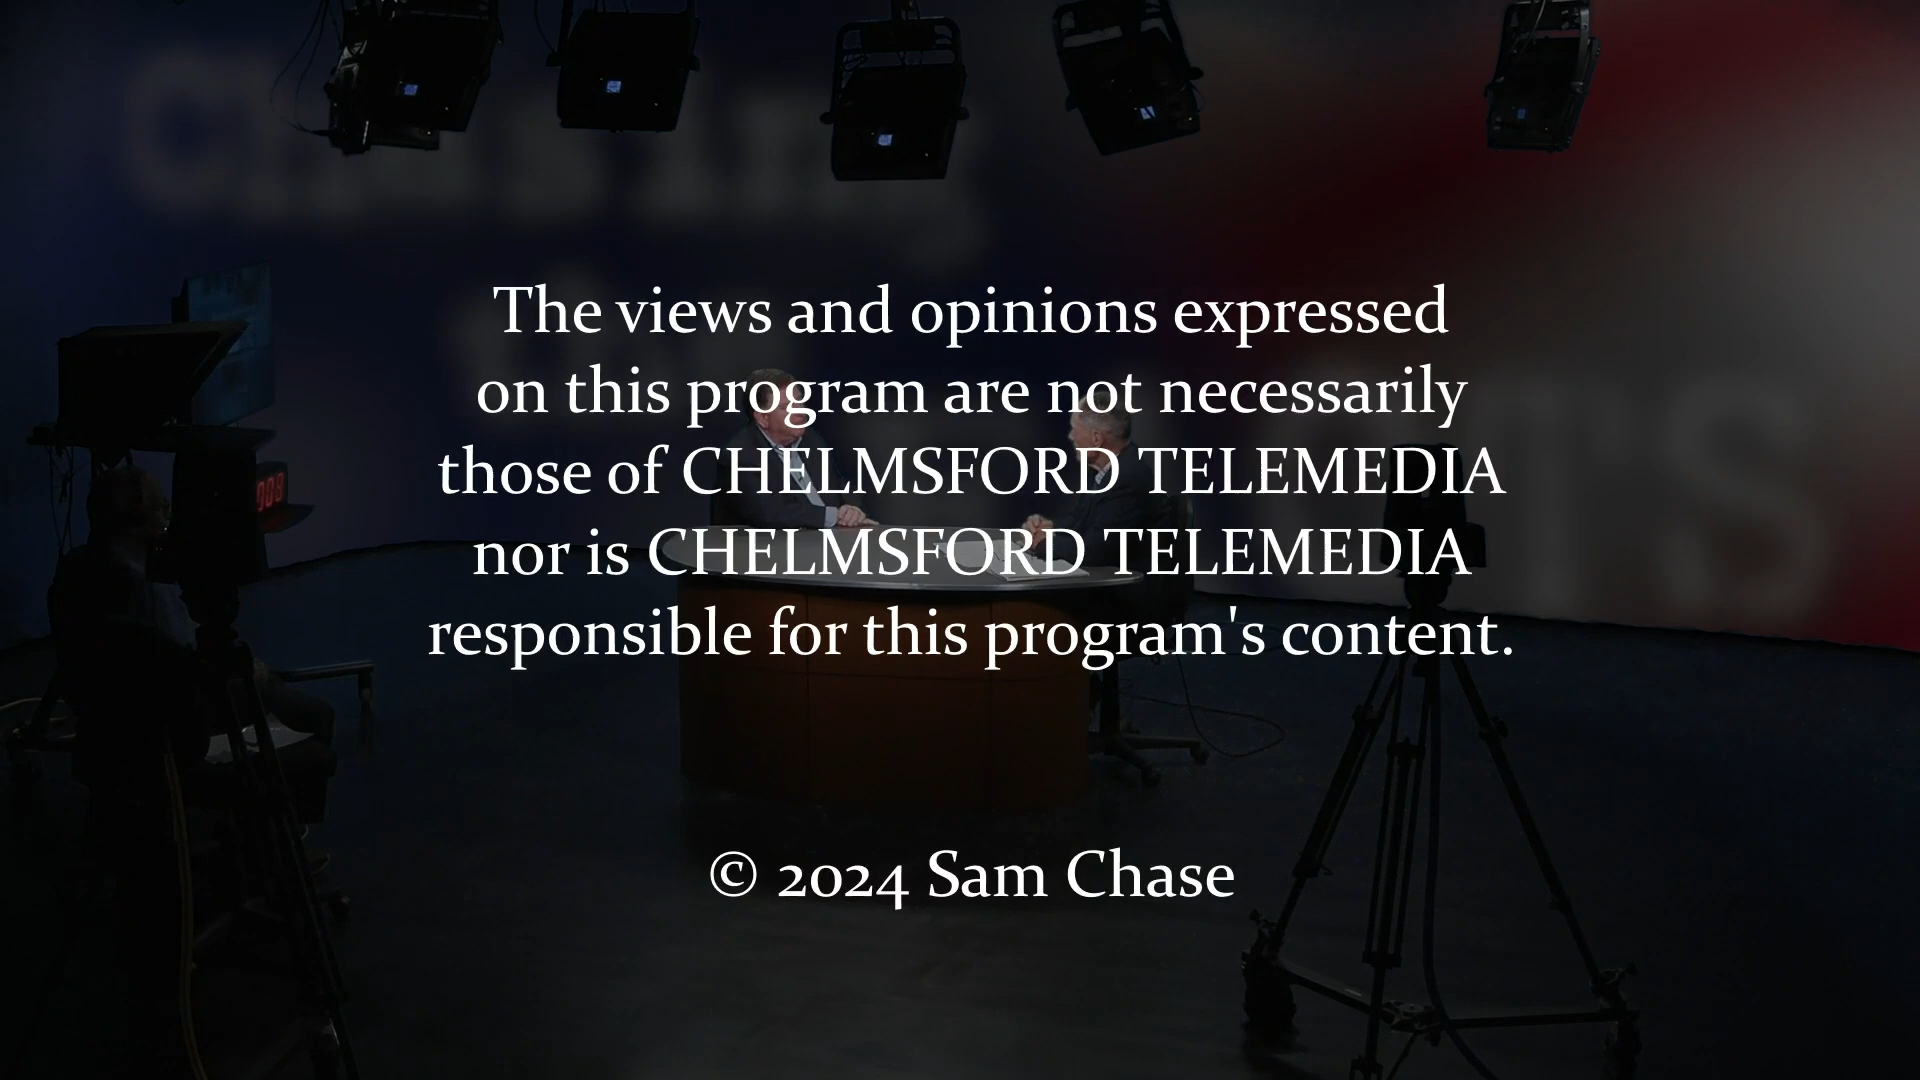 The views and opinions expressed
on this program are not necessarily
those of CHELMSFORD TELEMEDIA
nor is CHELMSFORD TELEMEDIA
responsible for this program's content.
© 2024 Sam Chase